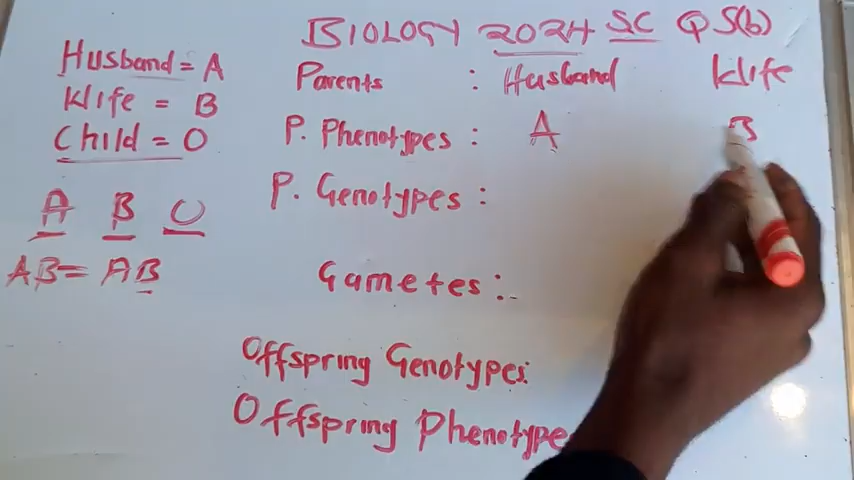 BIOLOGY 2024 SC Q5(b)
Husband = A
Wife = B
Child = O
A B O
AB = AB
Parents : Husband Wife
P. Phenotypes : A B
P. Genotypes :
Gametes :
Offspring Genotypes:
Offspring Phenotype